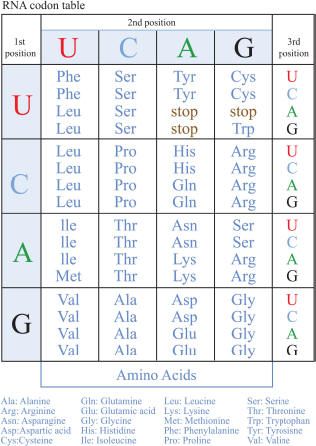 RNA codon table
2nd position
1st position U C A G 3rd position
U
Phe Ser Tyr Cys U
Phe Ser Tyr Cys C
Leu Ser stop stop A
Leu Ser stop Trp G
C
Leu Pro His Arg U
Leu Pro His Arg C
Leu Pro Gln Arg A
Leu Pro Gln Arg G
A
Ile Thr Asn Ser U
Ile Thr Asn Ser C
Ile Thr Lys Arg A
Met Thr Lys Arg G
G
Val Ala Asp Gly U
Val Ala Asp Gly C
Val Ala Glu Gly A
Val Ala Glu Gly G
Amino Acids
Ala: Alanine Gln: Glutamine Leu: Leucine Ser: Serine
Arg: Arginine Glu: Glutamic acid Lys: Lysine Thr: Thronine
Asn: Asparagine Gly: Glycine Met: Methionine Trp: Tryptophan
Asp:Aspartic acid His: Histidine Phe: Phenylalanine Tyr: Tyrosisne
Cys:Cysteine Ile: Isoleucine Pro: Proline Val: Valine